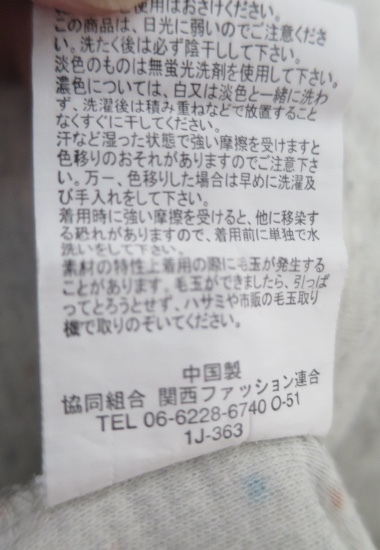 使用はおさけください。
この商品は、日光に弱いのでご注意くださ
い。洗たく後は必ず陰干しして下さい。
淡色のものは無蛍光洗剤を使用して下さい。
濃色については、白又は淡色と一緒に洗わ
ず、洗濯後は積み重ねなどで放置すること
なくすぐに干してください。
汗など湿った状態で強い摩擦を受けますと
色移りのおそれがありますのでご注意下さ
い。万一、色移りした場合は早めに洗濯及
び手入れをして下さい。
着用時に強い摩擦を受けると、他に移染す
る恐れがありますので、着用前に単独で水
洗いをして下さい。
素材の特性上着用の際に毛玉が発生する
ことがあります。毛玉ができましたら、引っぱ
ってとろうとせず、ハサミや市販の毛玉取り
機で取りのぞいてください。
中国製
協同組合 関西ファッション連合
TEL 06-6228-6740 O-51
1J-363